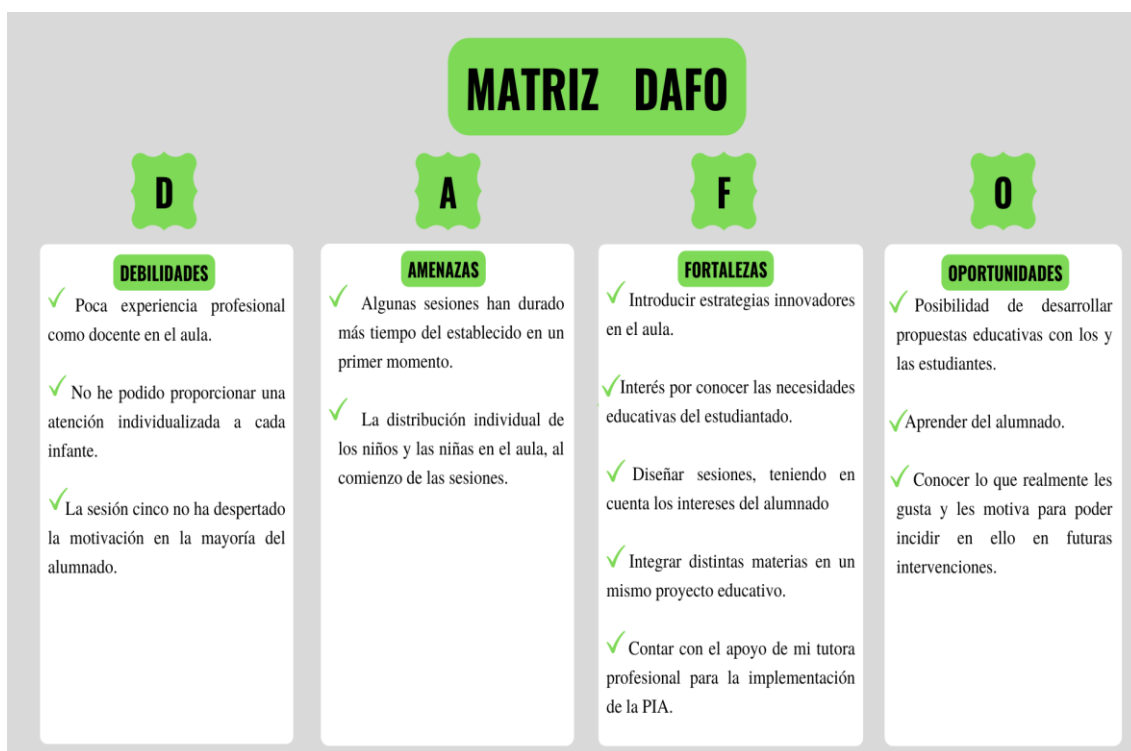 MATRIZ DAFO
D
DEBILIDADES
Poca experiencia profesional
como docente en el aula.
No he podido proporcionar una
atención individualizada a cada
infante.
La sesión cinco no ha despertado
la motivación en la mayoría del
alumnado.
A
AMENAZAS
Algunas sesiones han durado
más tiempo del establecido en un
primer momento.
La distribución individual de
los niños y las niñas en el aula, al
comienzo de las sesiones.
F
FORTALEZAS
Introducir estrategias innovadores
en el aula.
Interés por conocer las necesidades
educativas del estudiantado.
Diseñar sesiones, teniendo en
cuenta los intereses del alumnado
Integrar distintas materias en un
mismo proyecto educativo.
Contar con el apoyo de mi tutora
profesional para la implementación
de la PIA.
O
OPORTUNIDADES
Posibilidad de desarrollar
propuestas educativas con los y
las estudiantes.
Aprender del alumnado.
Conocer lo que realmente les
gusta y les motiva para poder
incidir en ello en futuras
intervenciones.